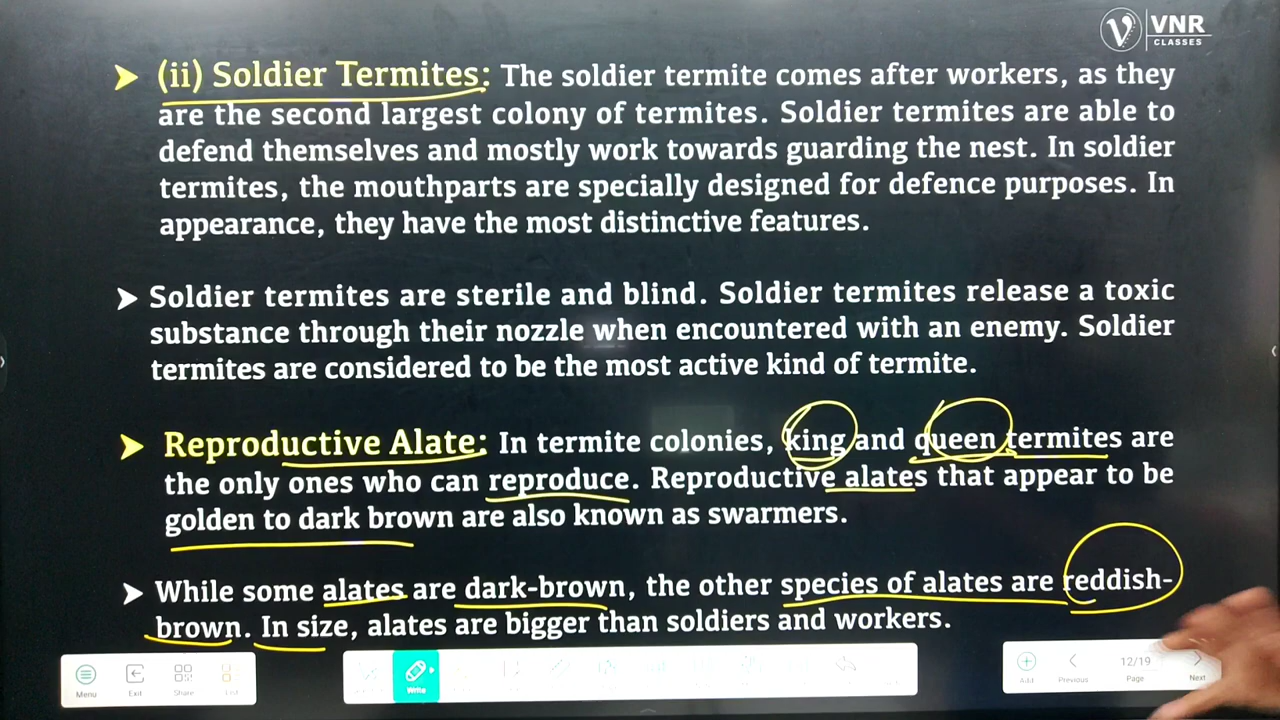 VNR
CLASSES
(ii) Soldier Termites: The soldier termite comes after workers, as they
are the second largest colony of termites. Soldier termites are able to
defend themselves and mostly work towards guarding the nest. In soldier
termites, the mouthparts are specially designed for defence purposes. In
appearance, they have the most distinctive features.
Soldier termites are sterile and blind. Soldier termites release a toxic
substance through their nozzle when encountered with an enemy. Soldier
termites are considered to be the most active kind of termite.
Reproductive Alate: In termite colonies, king and queen termites are
the only ones who can reproduce. Reproductive alates that appear to be
golden to dark brown are also known as swarmers.
While some alates are dark-brown, the other species of alates are reddish-
brown. In size, alates are bigger than soldiers and workers.
Menu Exit Share Write Add Previous 12/19 Page Next